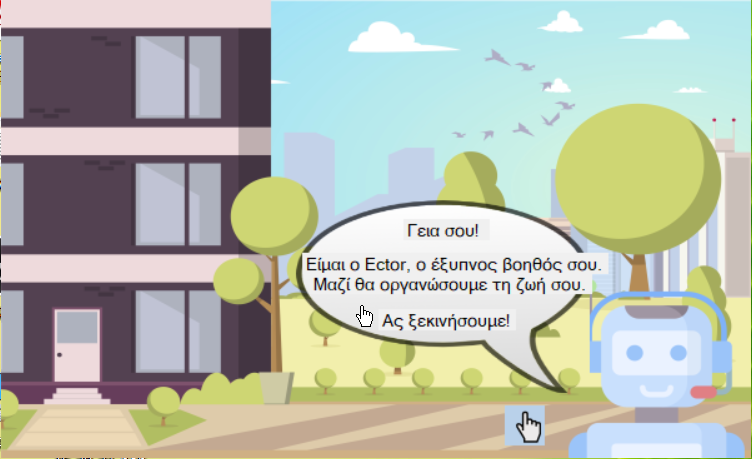 Γεια σου!
Είμαι ο Ector, ο έξυπνος βοηθός σου.
Μαζί θα οργανώσουμε τη ζωή σου.
Ας ξεκινήσουμε!